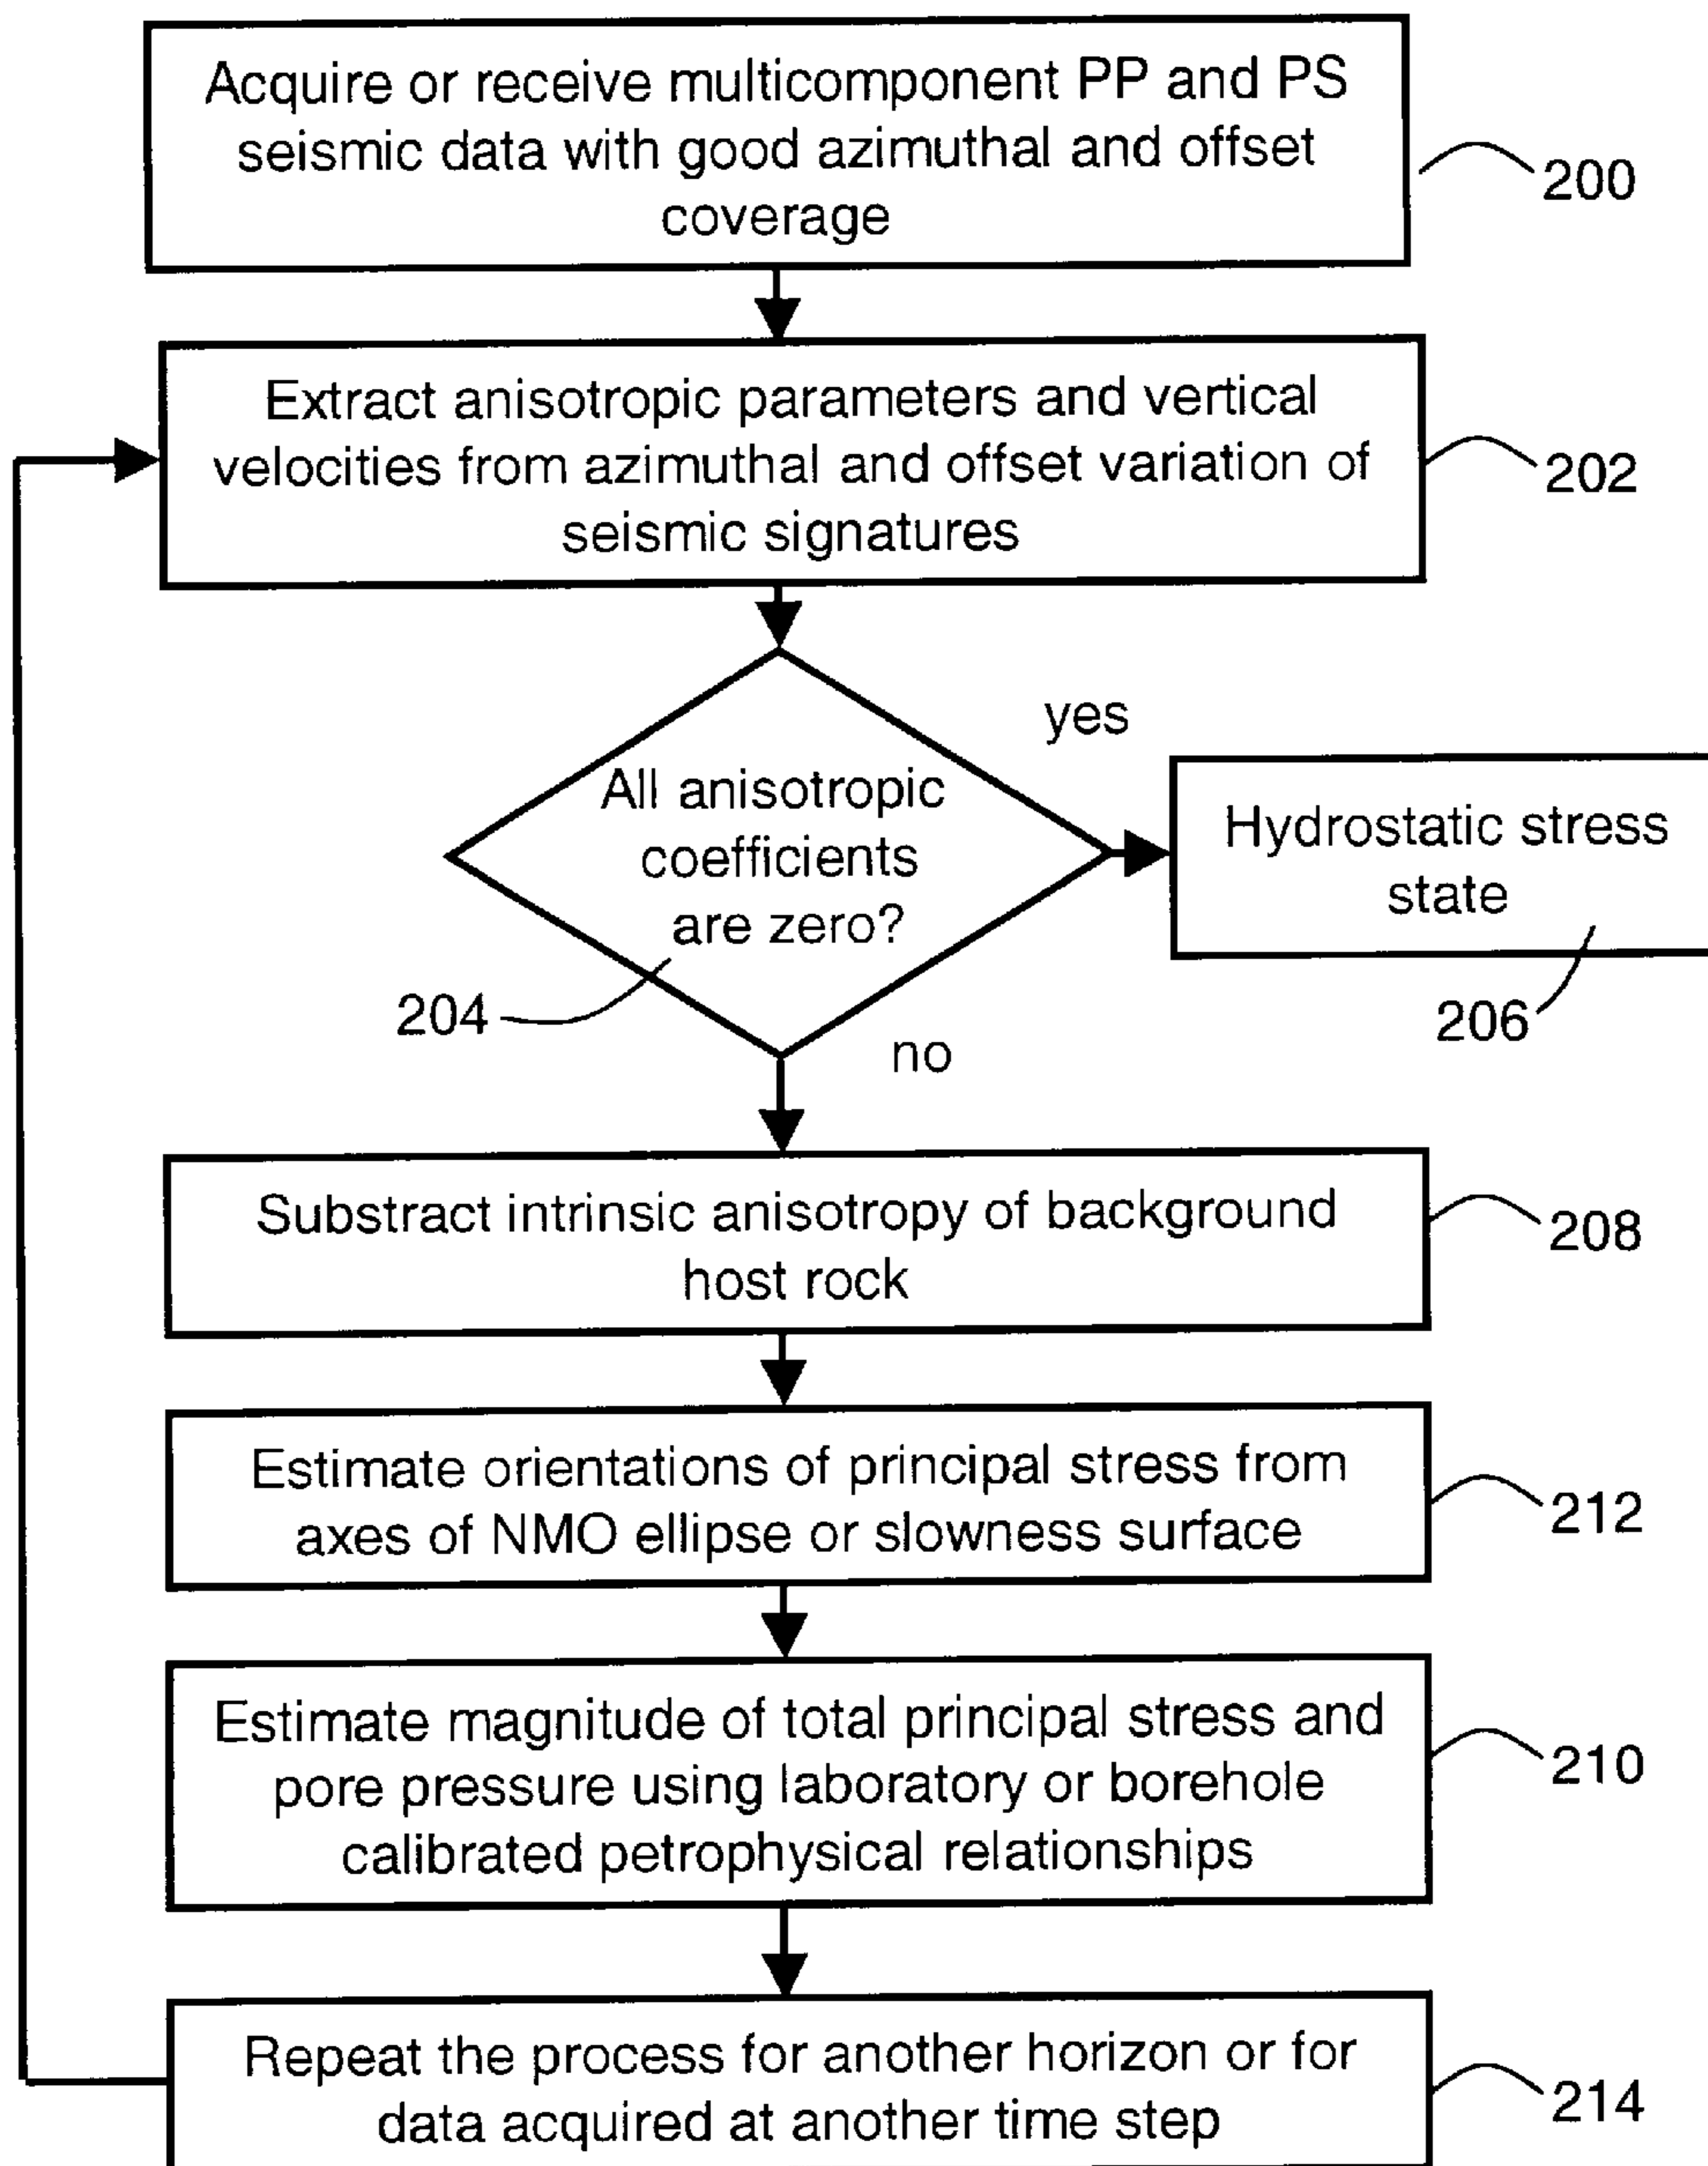 Acquire or receive multicomponent PP and PS
seismic data with good azimuthal and offset
coverage
200
Extract anisotropic parameters and vertical
velocities from azimuthal and offset variation of
seismic signatures
202
All anisotropic
coefficients
are zero?
204
yes
Hydrostatic stress
state
206
no
Substract intrinsic anisotropy of background
host rock
208
Estimate orientations of principal stress from
axes of NMO ellipse or slowness surface
212
Estimate magnitude of total principal stress and
pore pressure using laboratory or borehole
calibrated petrophysical relationships
210
Repeat the process for another horizon or for
data acquired at another time step
214